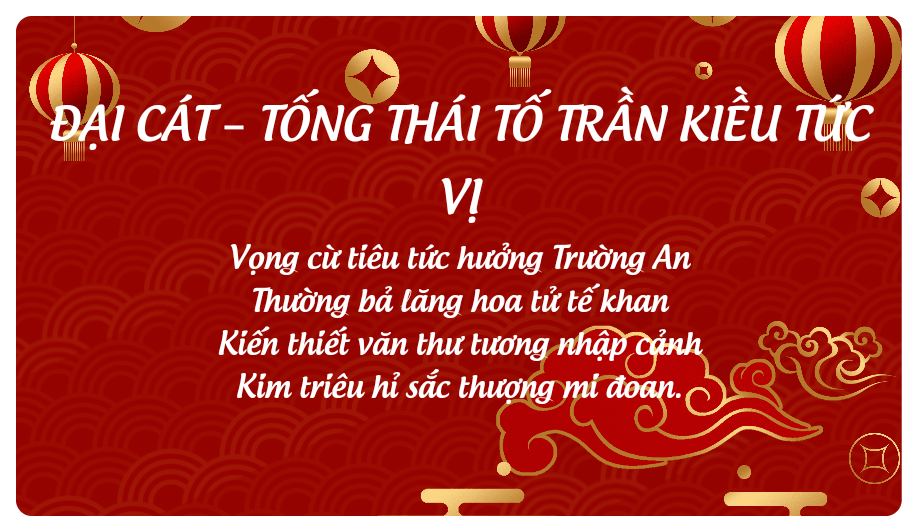 ĐẠI CÁT – TỐNG THÁI TỐ TRẦN KIỀU TỨC
VỊ
Vọng cừ tiêu tức hưởng Trường An
Thường bả lăng hoa tử tế khan
Kiến thiết văn thư tương nhập cảnh
Kim triêu hỉ sắc thượng mi đoan.